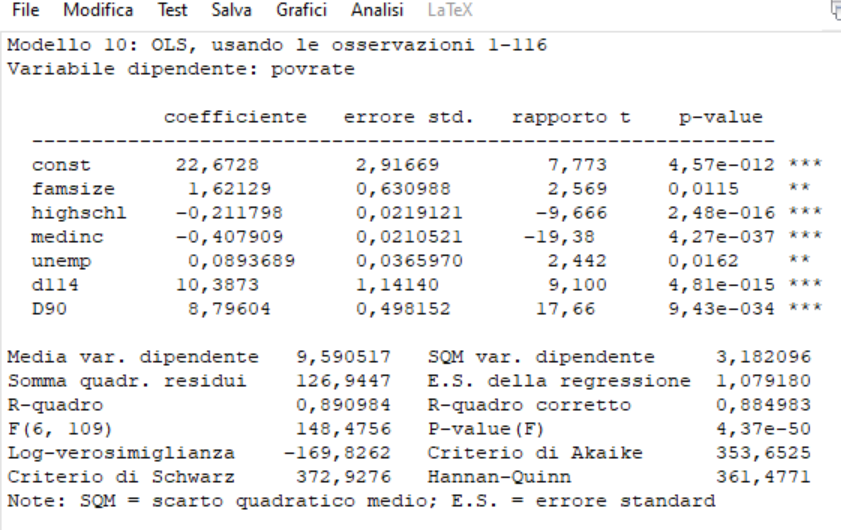 File Modifica Test Salva Grafici Analisi LaTeX
Modello 10: OLS, usando le osservazioni 1-116
Variabile dipendente: povrate
coefficiente errore std. rapporto t p-value
---------------------------------------------------------------
const 22,6728 2,91669 7,773 4,57e-012 ***
famsize 1,62129 0,630988 2,569 0,0115 **
highschl -0,211798 0,0219121 -9,666 2,48e-016 ***
medinc -0,407909 0,0210521 -19,38 4,27e-037 ***
unemp 0,0893689 0,0365970 2,442 0,0162 **
d114 10,3873 1,14140 9,100 4,81e-015 ***
D90 8,79604 0,498152 17,66 9,43e-034 ***
Media var. dipendente 9,590517 SQM var. dipendente 3,182096
Somma quadr. residui 126,9447 E.S. della regressione 1,079180
R-quadro 0,890984 R-quadro corretto 0,884983
F(6, 109) 148,4756 P-value(F) 4,37e-50
Log-verosimiglianza -169,8262 Criterio di Akaike 353,6525
Criterio di Schwarz 372,9276 Hannan-Quinn 361,4771
Note: SQM = scarto quadratico medio; E.S. = errore standard